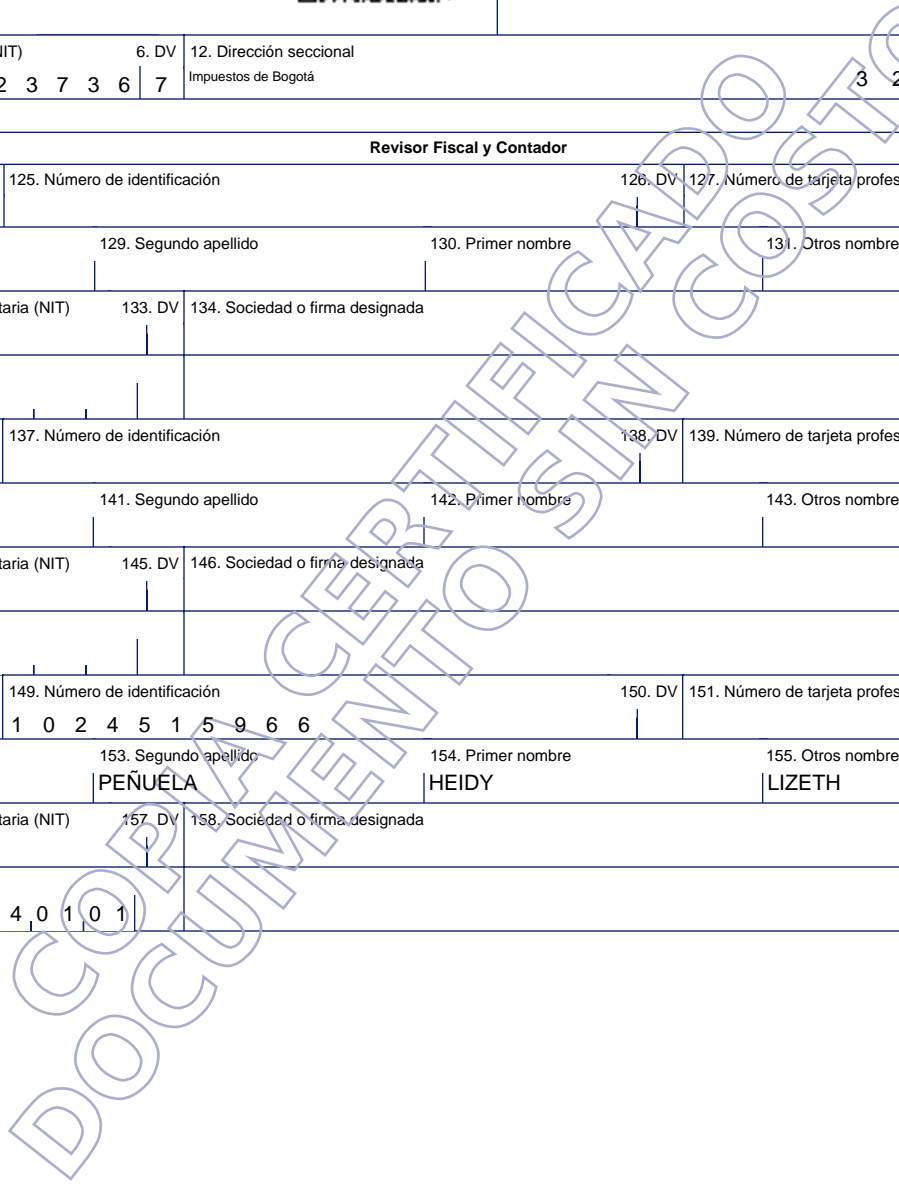 NIT) 6. DV 12. Dirección seccional
2 3 7 3 6 7 Impuestos de Bogotá 3 2
Revisor Fiscal y Contador
125. Número de identificación 126. DV 127. Número de tarjeta profes
129. Segundo apellido 130. Primer nombre 131. Otros nombre
taria (NIT) 133. DV 134. Sociedad o firma designada
137. Número de identificación 138. DV 139. Número de tarjeta profes
141. Segundo apellido 142. Primer nombre 143. Otros nombre
taria (NIT) 145. DV 146. Sociedad o firma designada
149. Número de identificación 150. DV 151. Número de tarjeta profes
1 0 2 4 5 1 5 9 6 6
153. Segundo apellido 154. Primer nombre 155. Otros nombre
PEÑUELA HEIDY LIZETH
taria (NIT) 157. DV 158. Sociedad o firma designada
4 0 1 0 1
COPIA CERTIFICADO
DOCUMENTO SIN COSTO